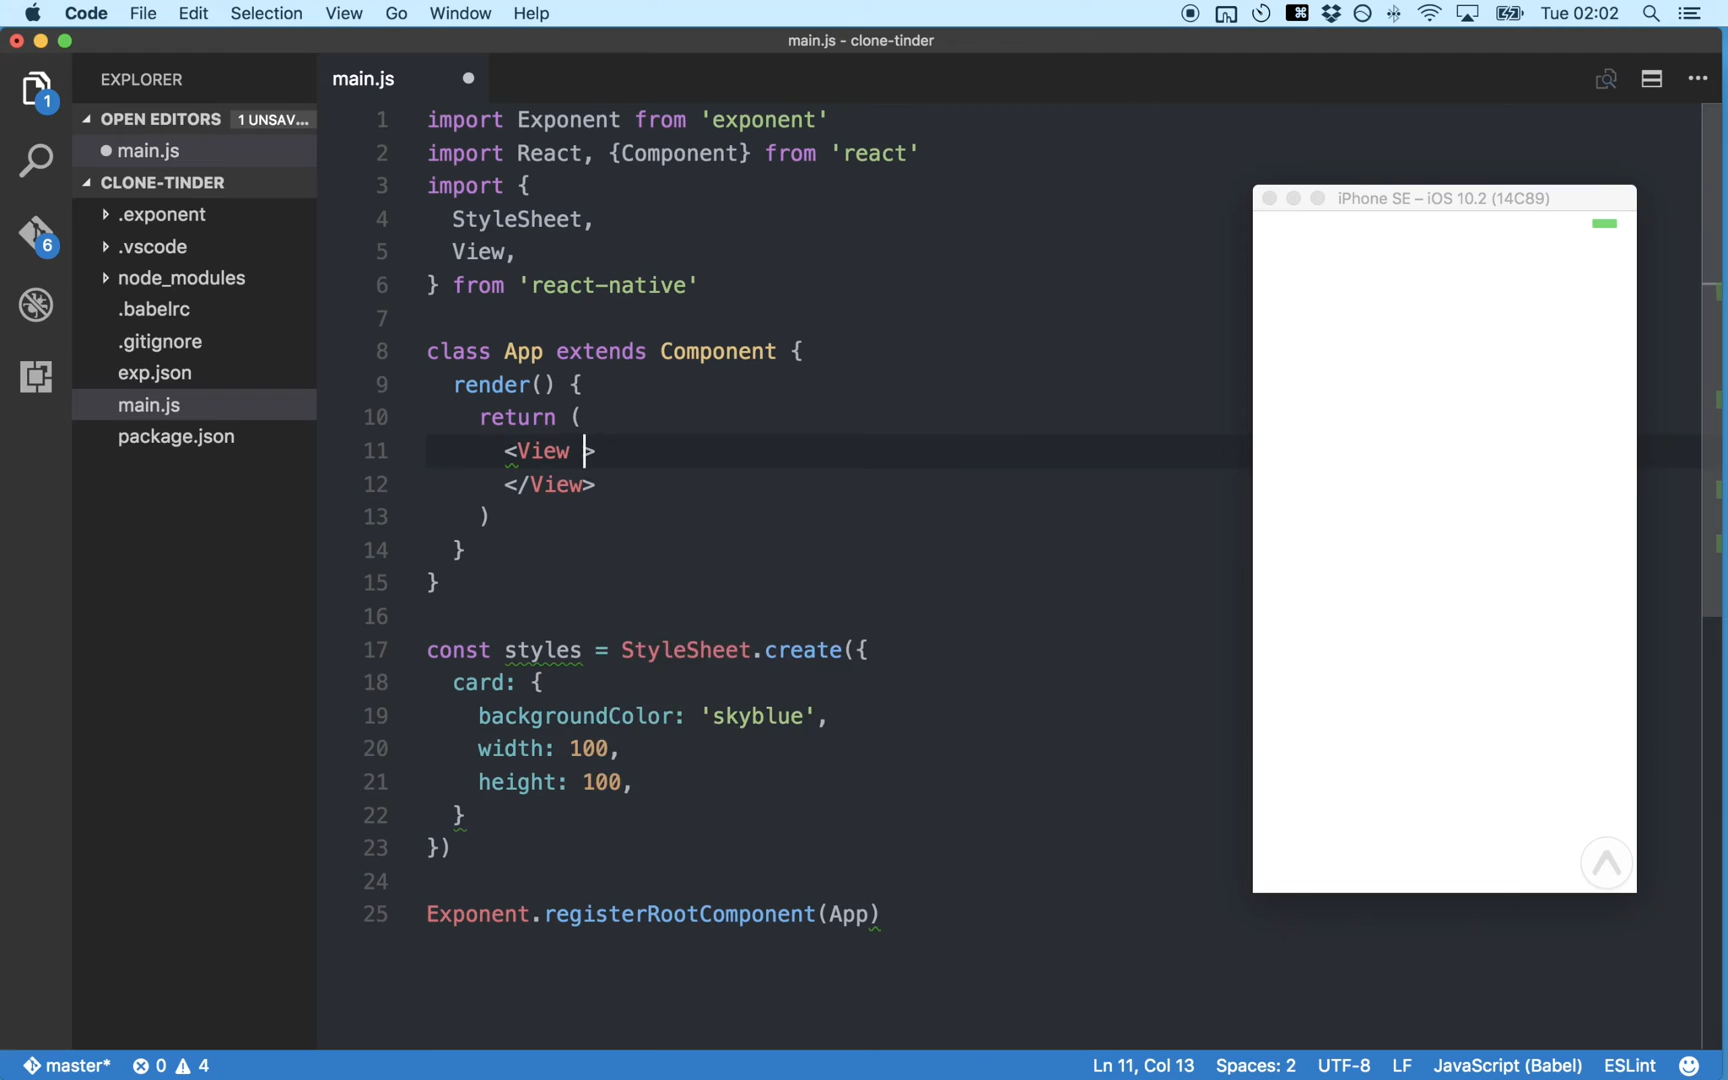 Code File Edit Selection View Go Window Help Tue 02:02
main.js - clone-tinder
EXPLORER
OPEN EDITORS 1 UNSAV...
main.js
CLONE-TINDER
.exponent
.vscode
node_modules
.babelrc
.gitignore
exp.json
main.js
package.json
1
6
main.js
1 import Exponent from 'exponent'
2 import React, {Component} from 'react'
3 import {
4 StyleSheet,
5 View,
6 } from 'react-native'
7
8 class App extends Component {
9 render() {
10 return (
11 <View >
12 </View>
13 )
14 }
15 }
16
17 const styles = StyleSheet.create({
18 card: {
19 backgroundColor: 'skyblue',
20 width: 100,
21 height: 100,
22 }
23 })
24
25 Exponent.registerRootComponent(App)
iPhone SE – iOS 10.2 (14C89)
master* 0 4 Ln 11, Col 13 Spaces: 2 UTF-8 LF JavaScript (Babel) ESLint